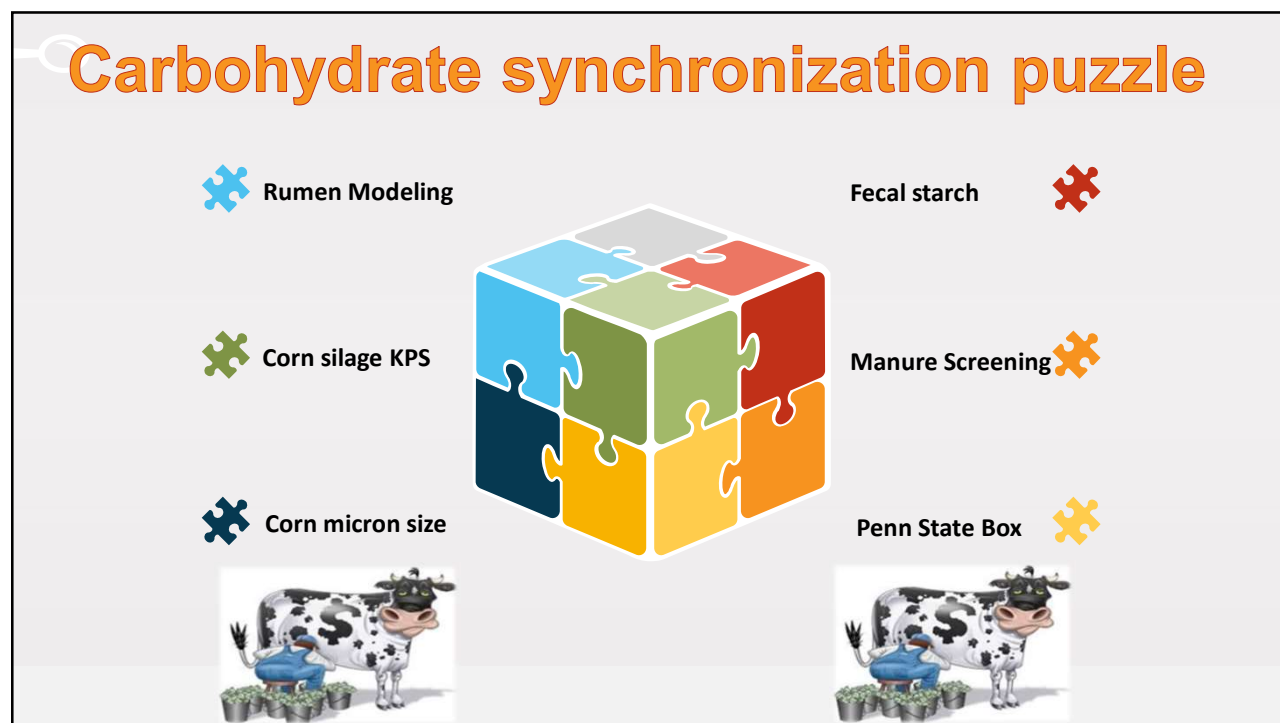 Carbohydrate synchronization puzzle
Rumen Modeling
Fecal starch
Corn silage KPS
Manure Screening
Corn micron size
Penn State Box
S
S